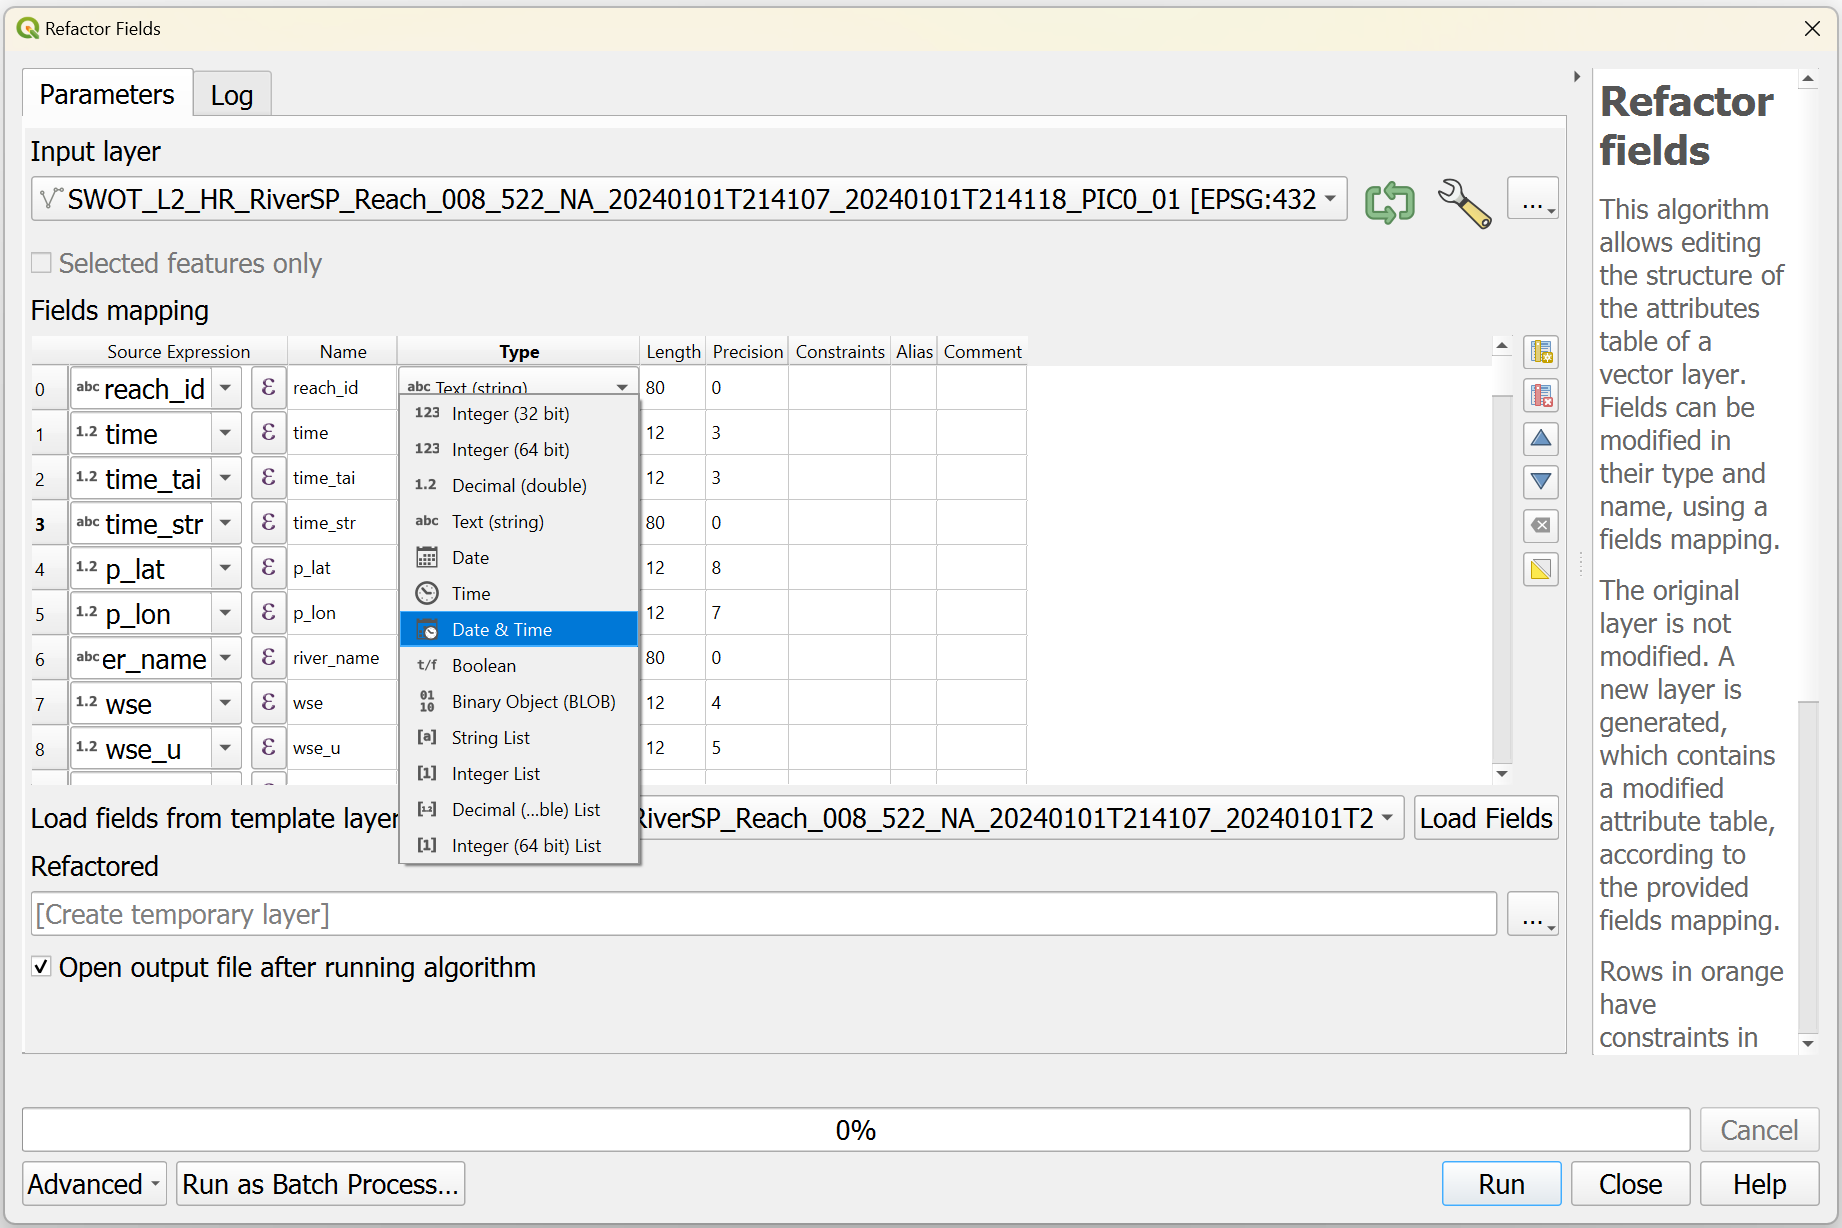 Refactor Fields
Parameters
Log
Input layer
SWOT_L2_HR_RiverSP_Reach_008_522_NA_20240101T214107_20240101T214118_PIC0_01 [EPSG:432
...
Selected features only
Fields mapping
Source Expression Name Type Length Precision Constraints Alias Comment
0 abc reach_id ε reach_id abc Text (string) 80 0
1 1.2 time ε time 12 3
2 1.2 time_tai ε time_tai 12 3
3 abc time_str ε time_str 80 0
4 1.2 p_lat ε p_lat 12 8
5 1.2 p_lon ε p_lon 12 7
6 abc er_name ε river_name 80 0
7 1.2 wse ε wse 12 4
8 1.2 wse_u ε wse_u 12 5
123 Integer (32 bit)
123 Integer (64 bit)
1.2 Decimal (double)
abc Text (string)
Date
Time
Date & Time
t/f Boolean
01 10 Binary Object (BLOB)
[a] String List
[1] Integer List
[1.2] Decimal (...ble) List
[1] Integer (64 bit) List
Load fields from template layer
RiverSP_Reach_008_522_NA_20240101T214107_20240101T2
Load Fields
Refactored
[Create temporary layer]
...
Open output file after running algorithm
Refactor
fields
This algorithm
allows editing
the structure of
the attributes
table of a
vector layer.
Fields can be
modified in
their type and
name, using a
fields mapping.
The original
layer is not
modified. A
new layer is
generated,
which contains
a modified
attribute table,
according to
the provided
fields mapping.
Rows in orange
have
constraints in
0%
Cancel
Advanced
Run as Batch Process...
Run
Close
Help